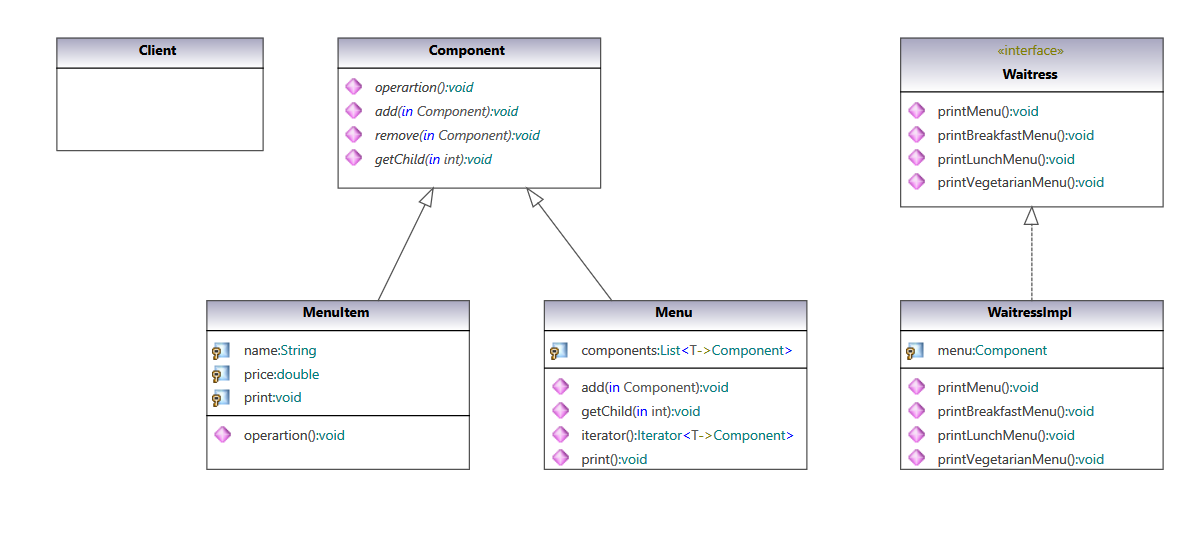 Client
Component
operartion():void
add(in Component):void
remove(in Component):void
getChild(in int):void
«interface»
Waitress
printMenu():void
printBreakfastMenu():void
printLunchMenu():void
printVegetarianMenu():void
MenuItem
name:String
price:double
print:void
operartion():void
Menu
components:List<T->Component>
add(in Component):void
getChild(in int):void
iterator():Iterator<T->Component>
print():void
WaitressImpl
menu:Component
printMenu():void
printBreakfastMenu():void
printLunchMenu():void
printVegetarianMenu():void